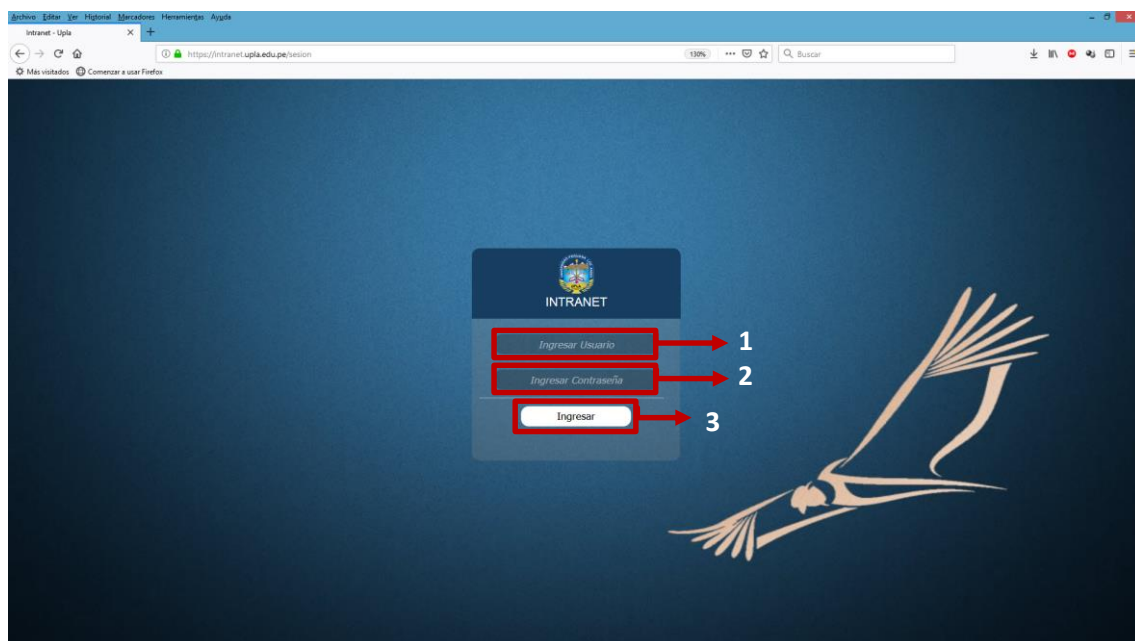 Archivo Editar Ver Historial Marcadores Herramientas Ayuda
Intranet - Upla
https://intranet.upla.edu.pe/sesion
130%
Buscar
Más visitados Comenzar a usar Firefox
INTRANET
Ingresar Usuario
1
Ingresar Contraseña
2
Ingresar
3